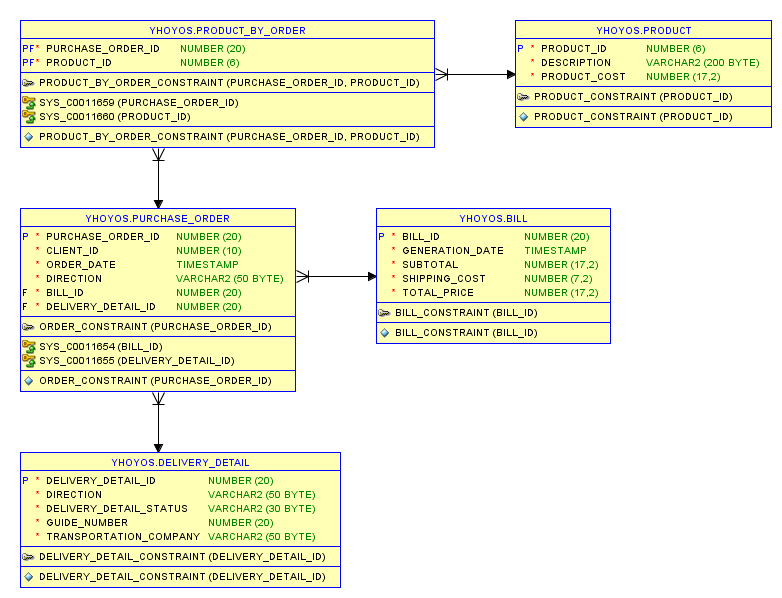 YHOYOS.PRODUCT_BY_ORDER
PF* PURCHASE_ORDER_ID NUMBER (20)
PF* PRODUCT_ID NUMBER (6)
PRODUCT_BY_ORDER_CONSTRAINT (PURCHASE_ORDER_ID, PRODUCT_ID)
SYS_C0011659 (PURCHASE_ORDER_ID)
SYS_C0011660 (PRODUCT_ID)
PRODUCT_BY_ORDER_CONSTRAINT (PURCHASE_ORDER_ID, PRODUCT_ID)
YHOYOS.PRODUCT
P * PRODUCT_ID NUMBER (6)
* DESCRIPTION VARCHAR2 (200 BYTE)
* PRODUCT_COST NUMBER (17,2)
PRODUCT_CONSTRAINT (PRODUCT_ID)
PRODUCT_CONSTRAINT (PRODUCT_ID)
YHOYOS.PURCHASE_ORDER
P * PURCHASE_ORDER_ID NUMBER (20)
* CLIENT_ID NUMBER (10)
* ORDER_DATE TIMESTAMP
* DIRECTION VARCHAR2 (50 BYTE)
F * BILL_ID NUMBER (20)
F * DELIVERY_DETAIL_ID NUMBER (20)
ORDER_CONSTRAINT (PURCHASE_ORDER_ID)
SYS_C0011654 (BILL_ID)
SYS_C0011655 (DELIVERY_DETAIL_ID)
ORDER_CONSTRAINT (PURCHASE_ORDER_ID)
YHOYOS.BILL
P * BILL_ID NUMBER (20)
* GENERATION_DATE TIMESTAMP
* SUBTOTAL NUMBER (17,2)
* SHIPPING_COST NUMBER (7,2)
* TOTAL_PRICE NUMBER (17,2)
BILL_CONSTRAINT (BILL_ID)
BILL_CONSTRAINT (BILL_ID)
YHOYOS.DELIVERY_DETAIL
P * DELIVERY_DETAIL_ID NUMBER (20)
* DIRECTION VARCHAR2 (50 BYTE)
* DELIVERY_DETAIL_STATUS VARCHAR2 (30 BYTE)
* GUIDE_NUMBER NUMBER (20)
* TRANSPORTATION_COMPANY VARCHAR2 (50 BYTE)
DELIVERY_DETAIL_CONSTRAINT (DELIVERY_DETAIL_ID)
DELIVERY_DETAIL_CONSTRAINT (DELIVERY_DETAIL_ID)